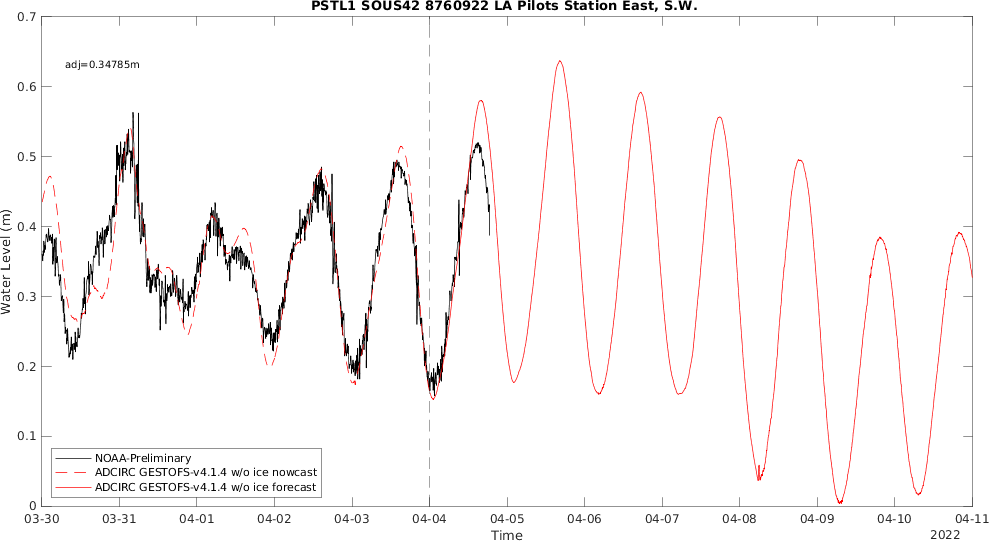 PSTL1 SOUS42 8760922 LA Pilots Station East, S.W.
0.7
adj=0.34785m
0.6
0.5
0.4
Water Level (m)
0.3
0.2
0.1
NOAA-Preliminary
ADCIRC GESTOFS-v4.1.4 w/o ice nowcast
ADCIRC GESTOFS-v4.1.4 w/o ice forecast
0
03-30 03-31 04-01 04-02 04-03 04-04 04-05 04-06 04-07 04-08 04-09 04-10 04-11
Time 2022